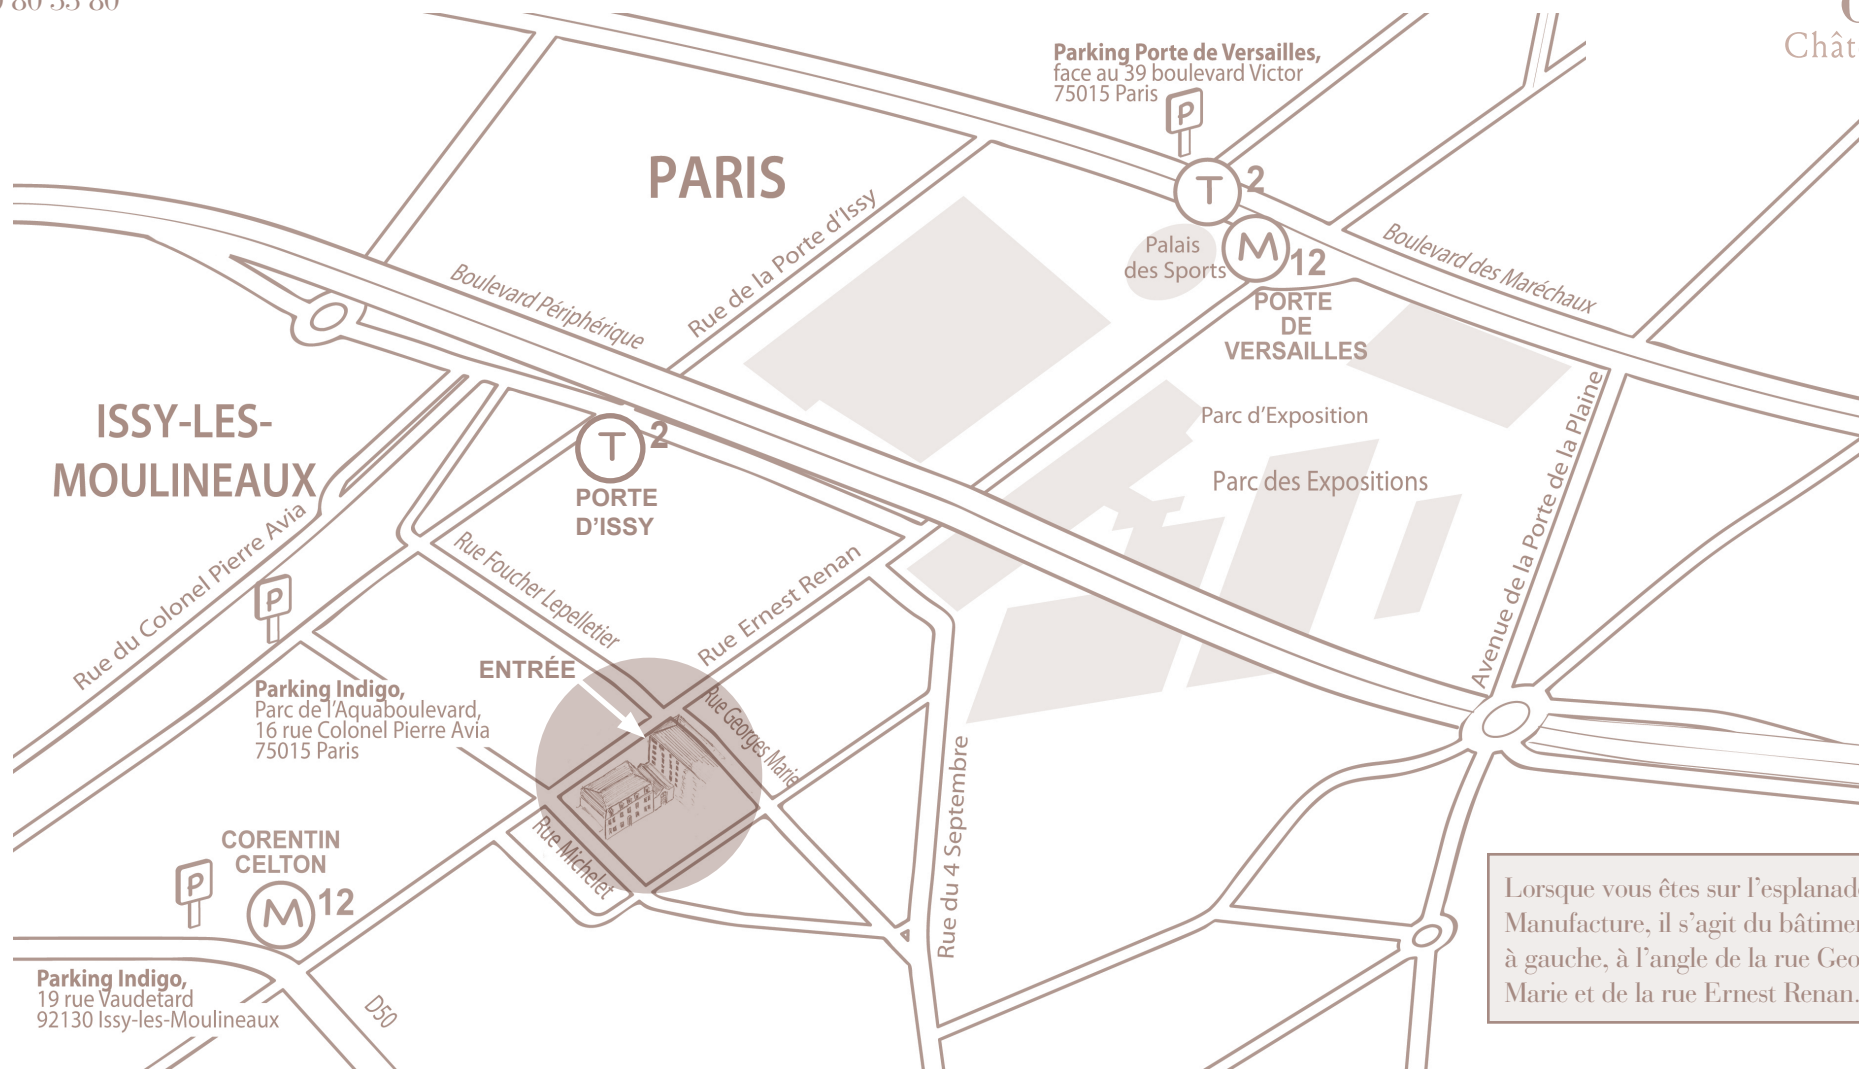 80 55 80
Chât
Parking Porte de Versailles,
face au 39 boulevard Victor
75015 Paris
P
PARIS
T 2
Rue de la Porte d'Issy
Palais
des Sports
M 12
PORTE
DE
VERSAILLES
Boulevard des Maréchaux
Boulevard Périphérique
ISSY-LES-
MOULINEAUX
T 2
PORTE
D'ISSY
Parc d'Exposition
Parc des Expositions
Avenue de la Porte de la Plaine
Rue du Colonel Pierre Avia
P
Rue Foucher Lepelletier
Rue Ernest Renan
ENTRÉE
Parking Indigo,
Parc de l'Aquaboulevard,
16 rue Colonel Pierre Avia
75015 Paris
Rue Georges Marie
Rue Michelet
Rue du 4 Septembre
CORENTIN
CELTON
P
M 12
Parking Indigo,
19 rue Vaudetard
92130 Issy-les-Moulineaux
D50
Lorsque vous êtes sur l'esplanad
Manufacture, il s'agit du bâtime
à gauche, à l'angle de la rue Geo
Marie et de la rue Ernest Renan.